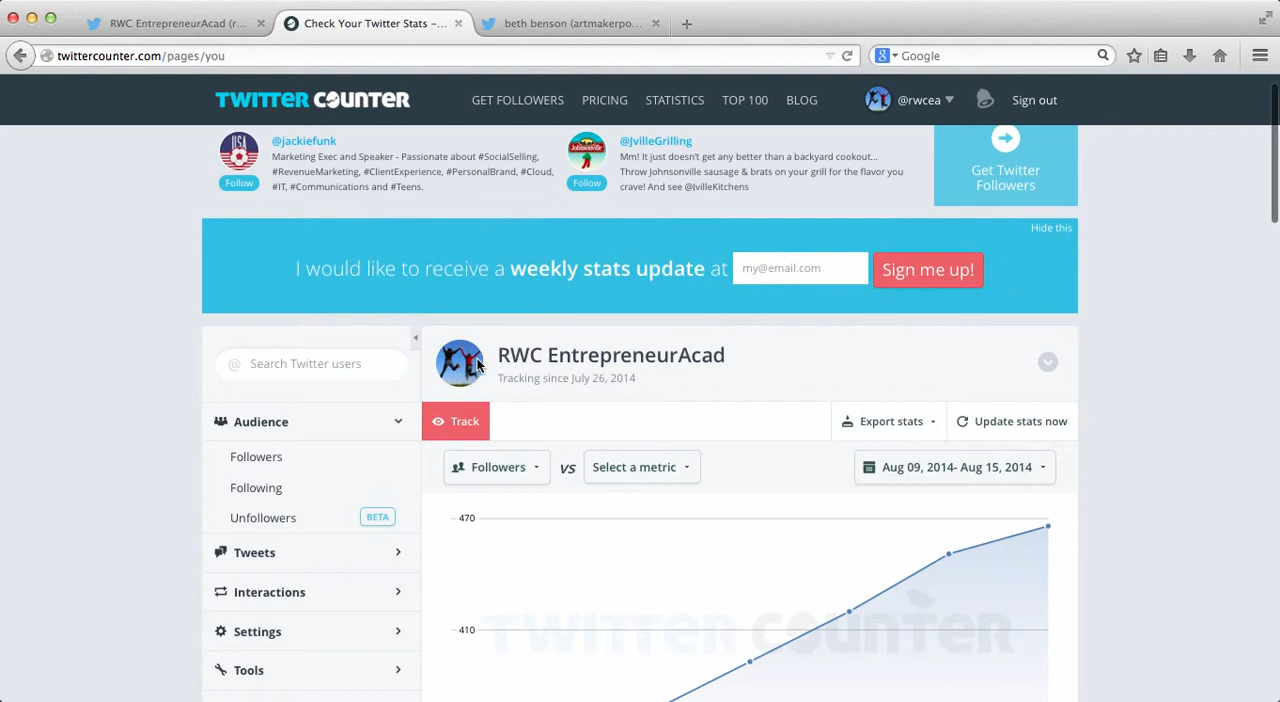 RWC EntrepreneurAcad (r...
Check Your Twitter Stats –...
beth benson (artmakerpo...
twittercounter.com/pages/you
Google
TWITTER COUNTER
GET FOLLOWERS
PRICING
STATISTICS
TOP 100
BLOG
@rwcea
Sign out
@jackiefunk
Marketing Exec and Speaker - Passionate about #SocialSelling,
#RevenueMarketing, #ClientExperience, #PersonalBrand, #Cloud,
#IT, #Communications and #Teens.
Follow
@JvilleGrilling
Mm! It just doesn't get any better than a backyard cookout...
Throw Johnsonville sausage & brats on your grill for the flavor you
crave! And see @JvilleKitchens
Follow
Get Twitter
Followers
Hide this
I would like to receive a weekly stats update at
my@email.com
Sign me up!
@ Search Twitter users
RWC EntrepreneurAcad
Tracking since July 26, 2014
Audience
Followers
Following
Unfollowers
BETA
Tweets
Interactions
Settings
Tools
Track
Export stats
Update stats now
Followers
VS
Select a metric
Aug 09, 2014- Aug 15, 2014
470
410
TWITTER COUNTER